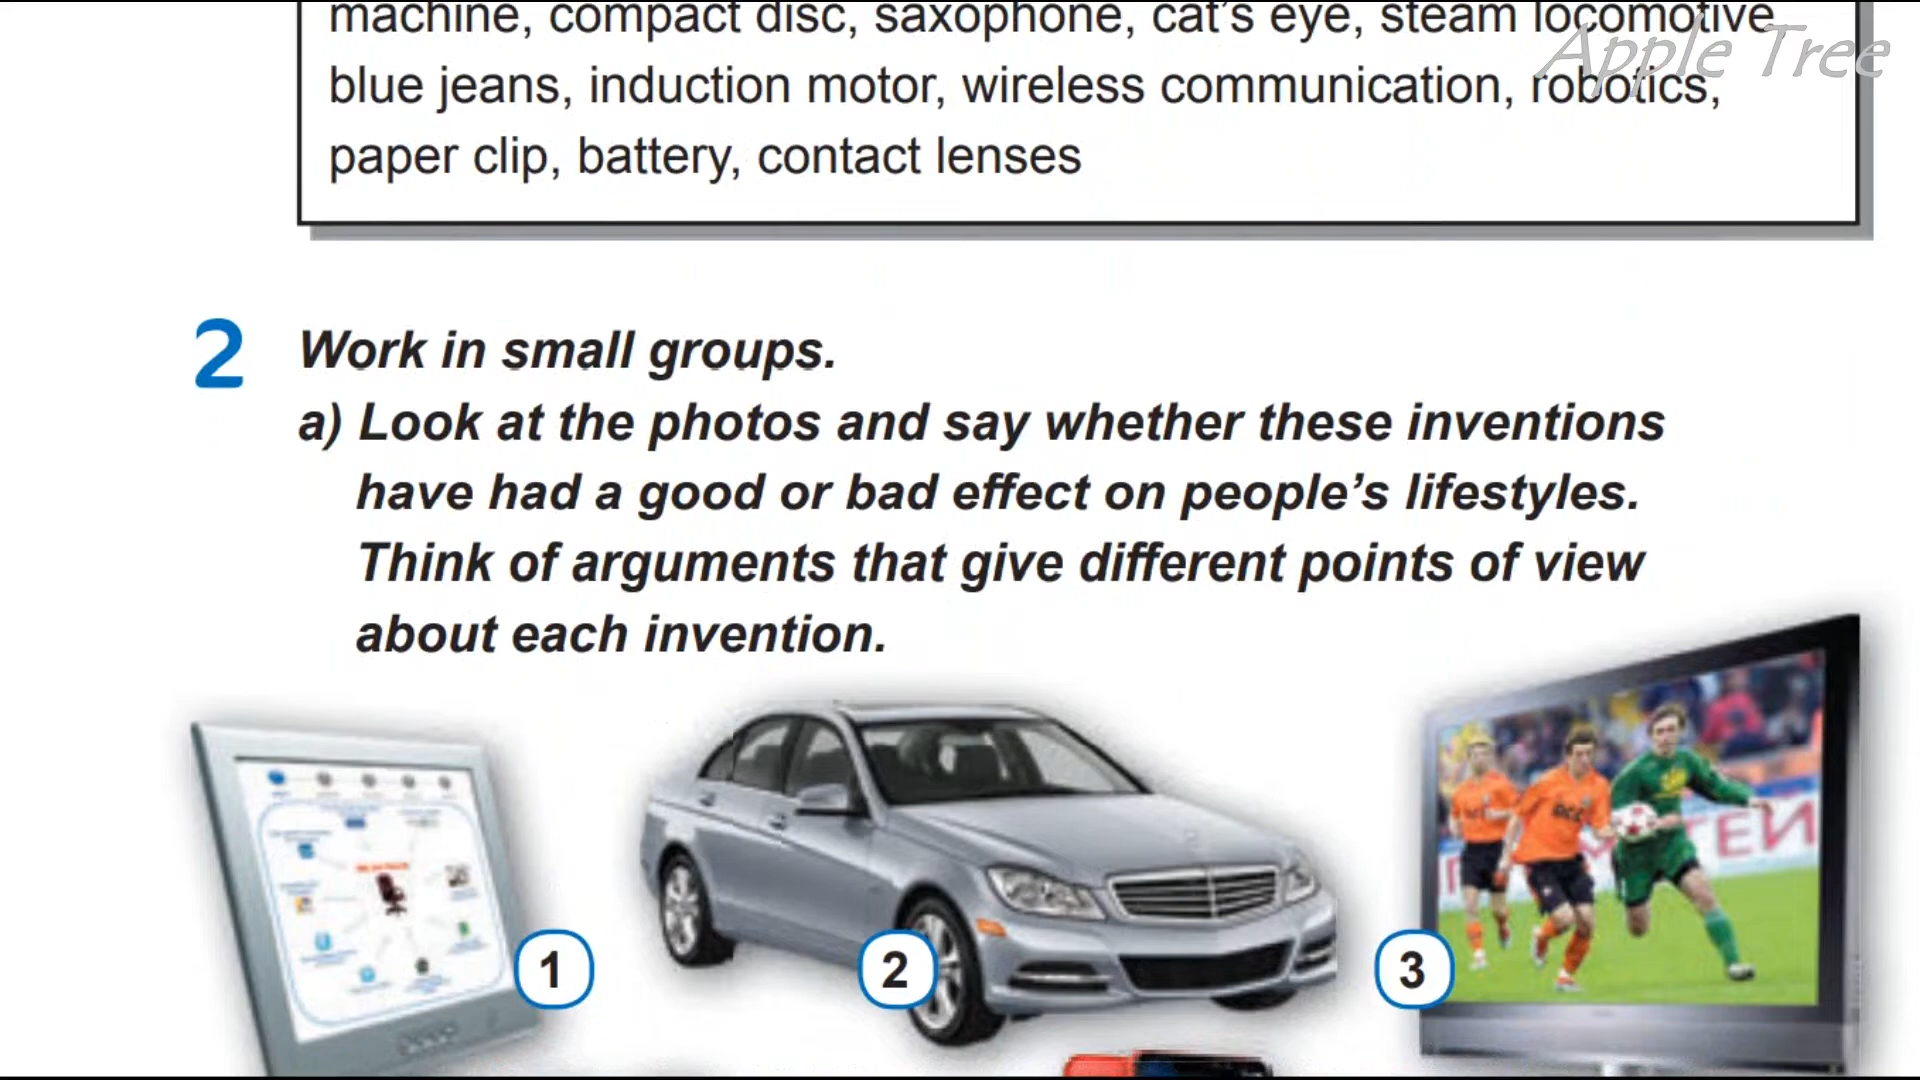 machine, compact disc, saxophone, cat's eye, steam locomotive
Apple Tree
blue jeans, induction motor, wireless communication, robotics,
paper clip, battery, contact lenses
2 Work in small groups.
a) Look at the photos and say whether these inventions
have had a good or bad effect on people's lifestyles.
Think of arguments that give different points of view
about each invention.
1
2
3